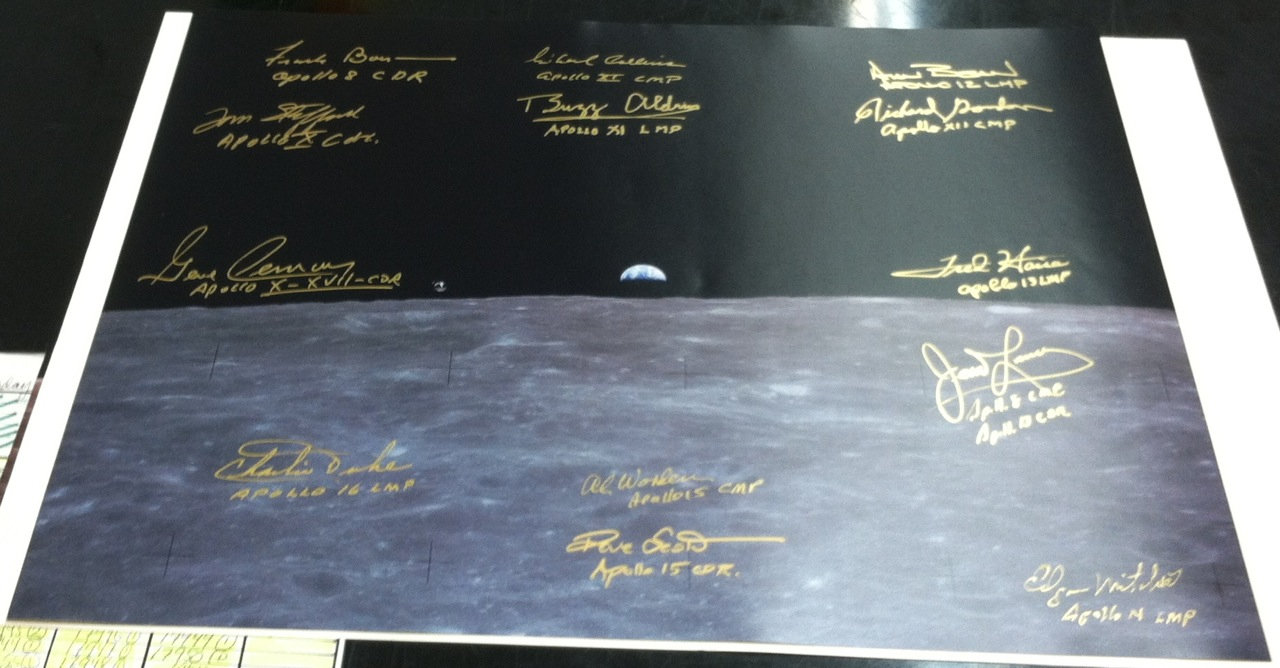 Frank Bor
Apollo 8 CDR
Tom Stafford
Apollo X Cdr.
Michael Collins
Apollo XI CMP
Buzz Aldrin
APOLLO XI LMP
Alan Bean
APOLLO 12 LMP
Richard Gordon
Apollo XII CMP
Gene Cernan
Apollo X-XVII-CDR
Fred Haise
Apollo 13 LMP
James Lovell
Apollo 8 CMP
Apollo 13 CDR
Charlie Duke
APOLLO 16 LMP
Al Worden
Apollo 15 CMP
Dave Scott
Apollo 15 CDR.
Edgar Mitchell
Apollo 14 LMP